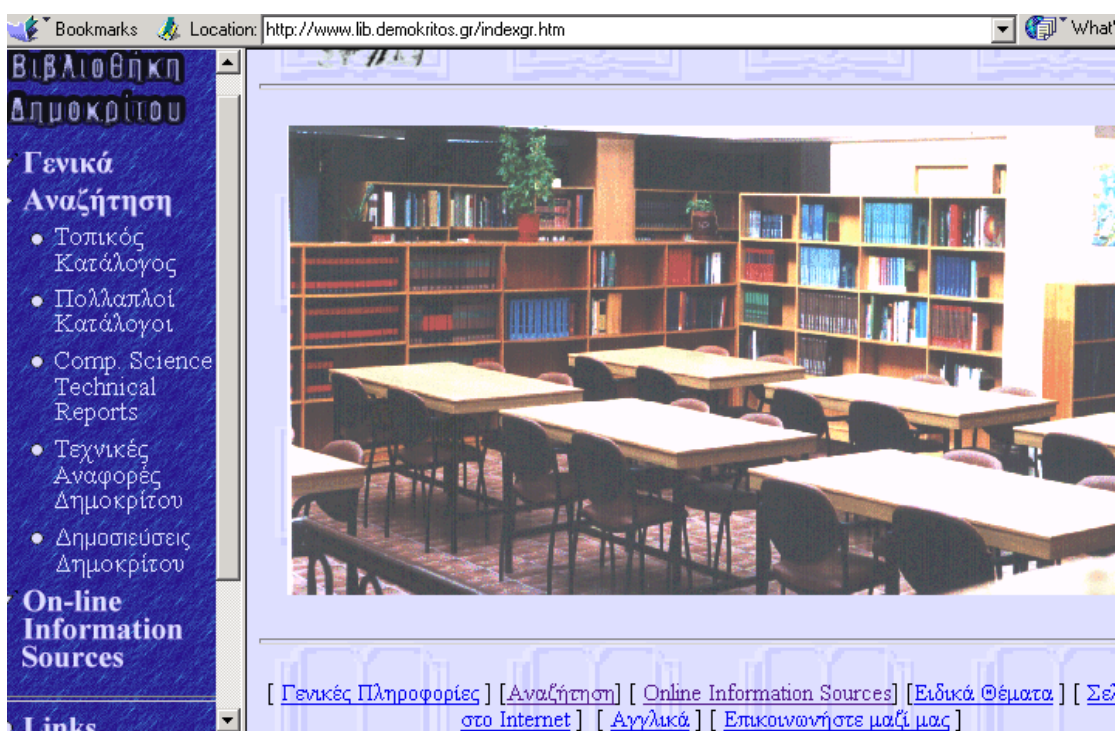 Bookmarks Location: http://www.lib.demokritos.gr/indexgr.htm What'
Βιβλιοθήκη
Δημοκρίτου
Γενικά
Αναζήτηση
Τοπικός
Κατάλογος
Πολλαπλοί
Κατάλογοι
Comp. Science
Technical
Reports
Τεχνικές
Αναφορές
Δημοκρίτου
Δημοσιεύσεις
Δημοκρίτου
On-line
Information
Sources
Links
[ Γενικές Πληροφορίες ] [Αναζήτηση] [ Online Information Sources] [Ειδικά Θέματα ] [ Σελ
στο Internet ] [ Αγγλικά ] [ Επικοινωνήστε μαζί μας ]